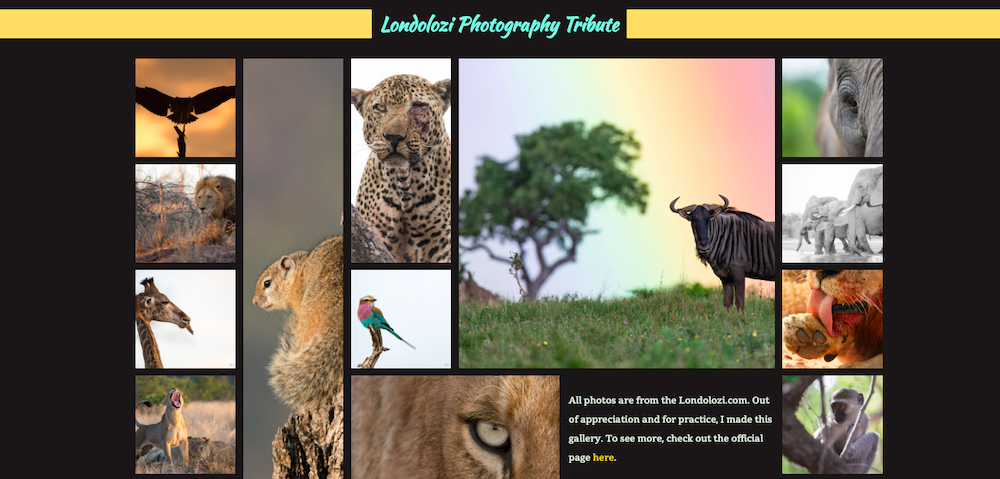 Londolozi Photography Tribute
All photos are from the Londolozi.com. Out
of appreciation and for practice, I made this
gallery. To see more, check out the official
page here.